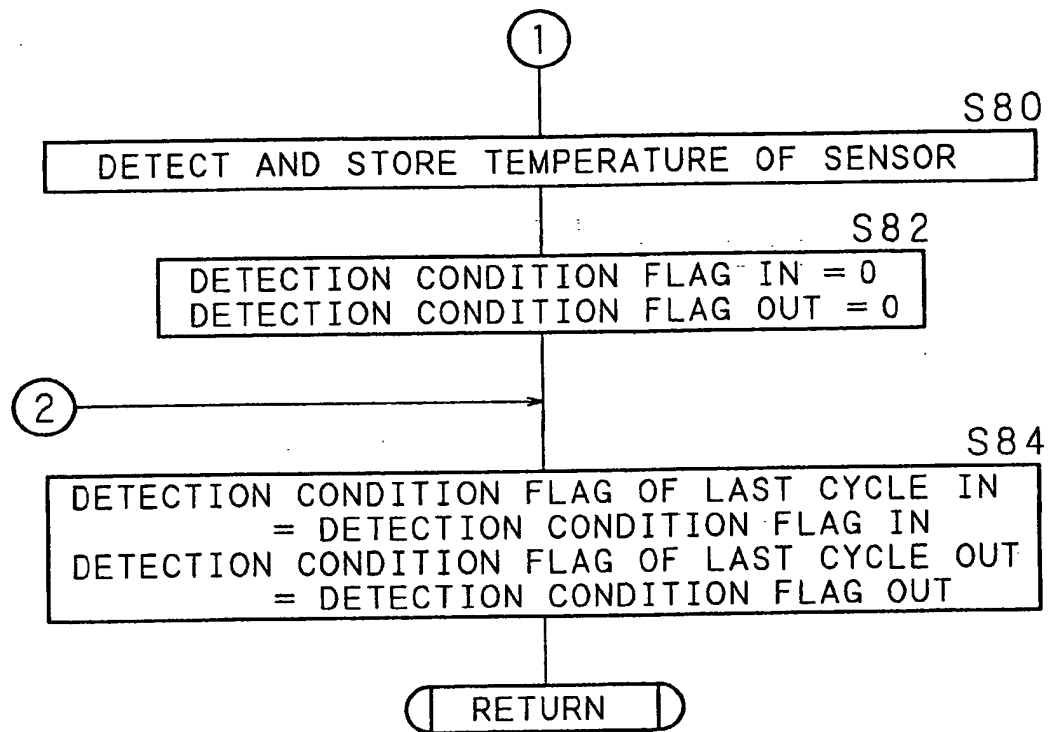 1
S80
DETECT AND STORE TEMPERATURE OF SENSOR
S82
DETECTION CONDITION FLAG IN = 0
DETECTION CONDITION FLAG OUT = 0
2
S84
DETECTION CONDITION FLAG OF LAST CYCLE IN
= DETECTION CONDITION FLAG IN
DETECTION CONDITION FLAG OF LAST CYCLE OUT
= DETECTION CONDITION FLAG OUT
RETURN